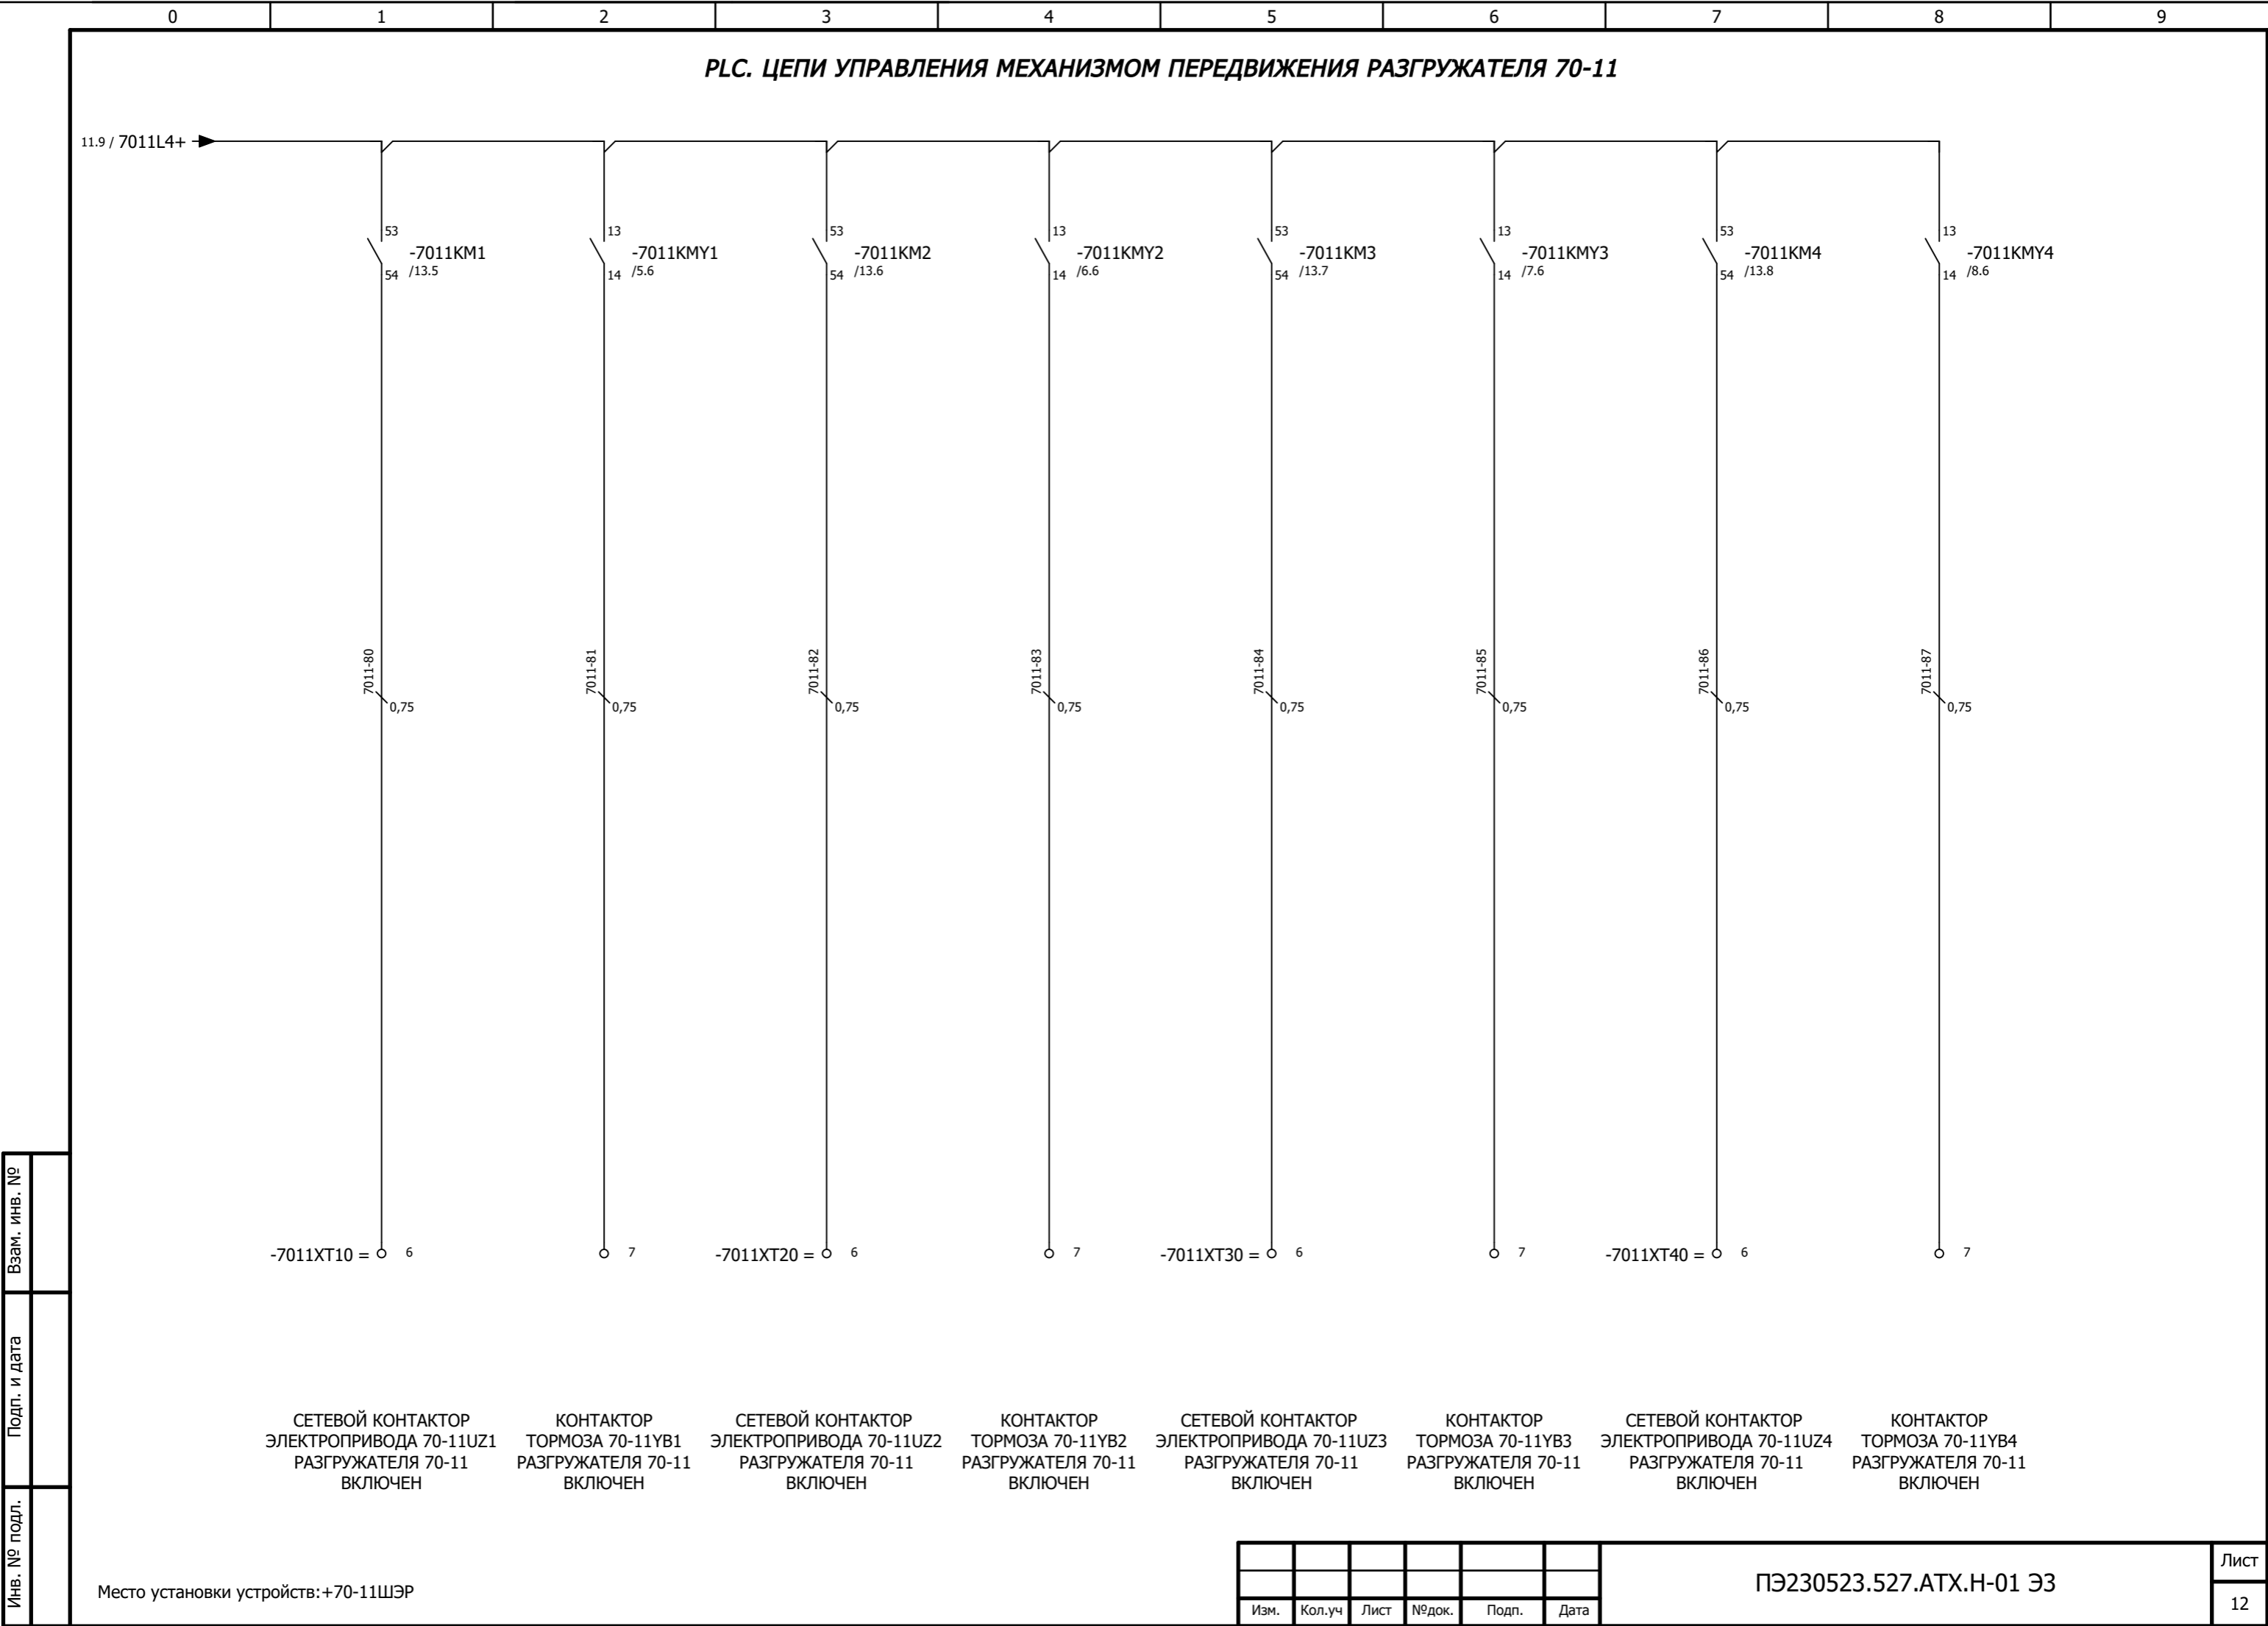 0 1 2 3 4 5 6 7 8 9
PLC. ЦЕПИ УПРАВЛЕНИЯ МЕХАНИЗМОМ ПЕРЕДВИЖЕНИЯ РАЗГРУЖАТЕЛЯ 70-11
11.9 / 7011L4+
53 13 53 13 53 13 53 13
-7011KM1 -7011KMY1 -7011KM2 -7011KMY2 -7011KM3 -7011KMY3 -7011KM4 -7011KMY4
54 /13.5 14 /5.6 54 /13.6 14 /6.6 54 /13.7 14 /7.6 54 /13.8 14 /8.6
7011-80 7011-81 7011-82 7011-83 7011-84 7011-85 7011-86 7011-87
0,75 0,75 0,75 0,75 0,75 0,75 0,75 0,75
-7011XT10 = 6 7 -7011XT20 = 6 7 -7011XT30 = 6 7 -7011XT40 = 6 7
СЕТЕВОЙ КОНТАКТОР
ЭЛЕКТРОПРИВОДА 70-11UZ1
РАЗГРУЖАТЕЛЯ 70-11
ВКЛЮЧЕН
КОНТАКТОР
ТОРМОЗА 70-11YB1
РАЗГРУЖАТЕЛЯ 70-11
ВКЛЮЧЕН
СЕТЕВОЙ КОНТАКТОР
ЭЛЕКТРОПРИВОДА 70-11UZ2
РАЗГРУЖАТЕЛЯ 70-11
ВКЛЮЧЕН
КОНТАКТОР
ТОРМОЗА 70-11YB2
РАЗГРУЖАТЕЛЯ 70-11
ВКЛЮЧЕН
СЕТЕВОЙ КОНТАКТОР
ЭЛЕКТРОПРИВОДА 70-11UZ3
РАЗГРУЖАТЕЛЯ 70-11
ВКЛЮЧЕН
КОНТАКТОР
ТОРМОЗА 70-11YB3
РАЗГРУЖАТЕЛЯ 70-11
ВКЛЮЧЕН
СЕТЕВОЙ КОНТАКТОР
ЭЛЕКТРОПРИВОДА 70-11UZ4
РАЗГРУЖАТЕЛЯ 70-11
ВКЛЮЧЕН
КОНТАКТОР
ТОРМОЗА 70-11YB4
РАЗГРУЖАТЕЛЯ 70-11
ВКЛЮЧЕН
Взам. инв. №
Подп. и дата
Инв. № подл.
Место установки устройств:+70-11ШЭР
Изм. Кол.уч Лист №док. Подп. Дата
ПЭ230523.527.АТХ.Н-01 ЭЗ
Лист
12